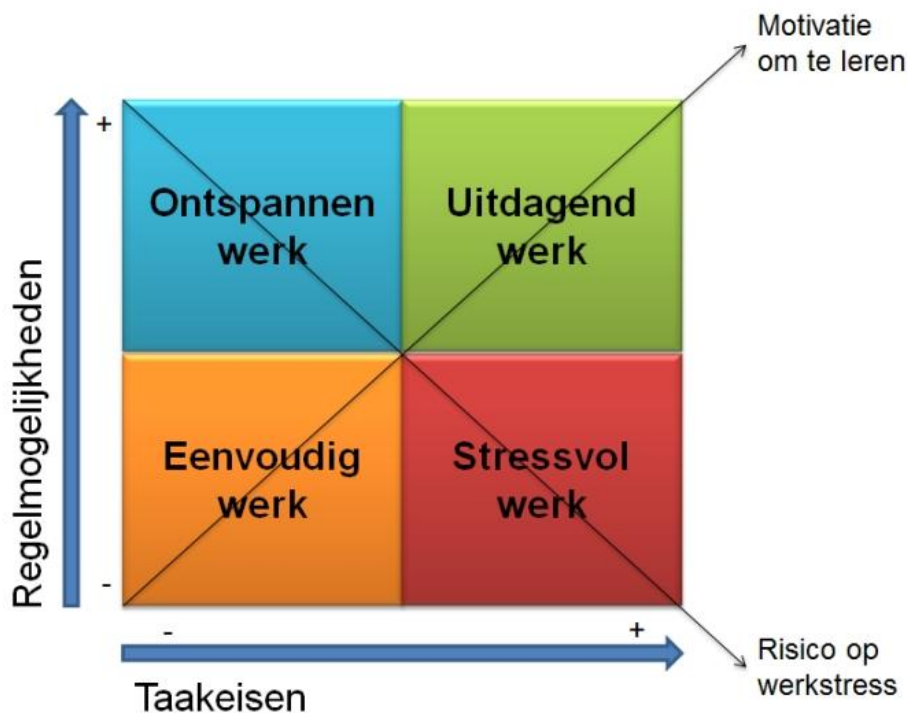 Motivatie
om te leren
+
Ontspannen
werk
Uitdagend
werk
Regelmogelijkheden
Eenvoudig
werk
Stressvol
werk
-
-
+
Taakeisen
Risico op
werkstress